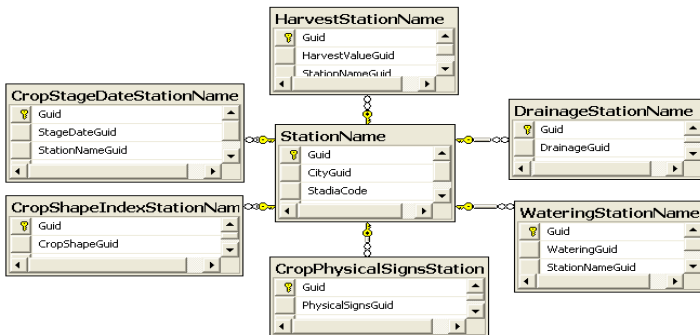 HarvestStationName
Guid
HarvestValueGuid
StationNameGuid
CropStageDateStationName
Guid
StageDateGuid
StationNameGuid
StationName
Guid
CityGuid
StadiaCode
DrainageStationName
Guid
DrainageGuid
CropShapeIndexStationNam
Guid
CropShapeGuid
WateringStationName
Guid
WateringGuid
StationNameGuid
CropPhysicalSignsStation
Guid
PhysicalSignsGuid